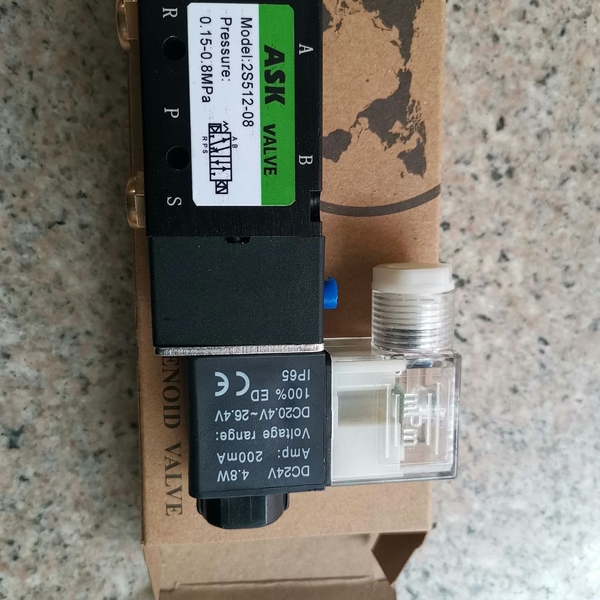 R
P
S
A
B
ASK VALVE
Model:2S512-08
Pressure:
0.15-0.8MPa
A B
R P S
DC24V 4.8W
Amp: 200mA
Voltage range:
DC20.4V~26.4V
100% ED
IP65
CE
ENOID VALVE